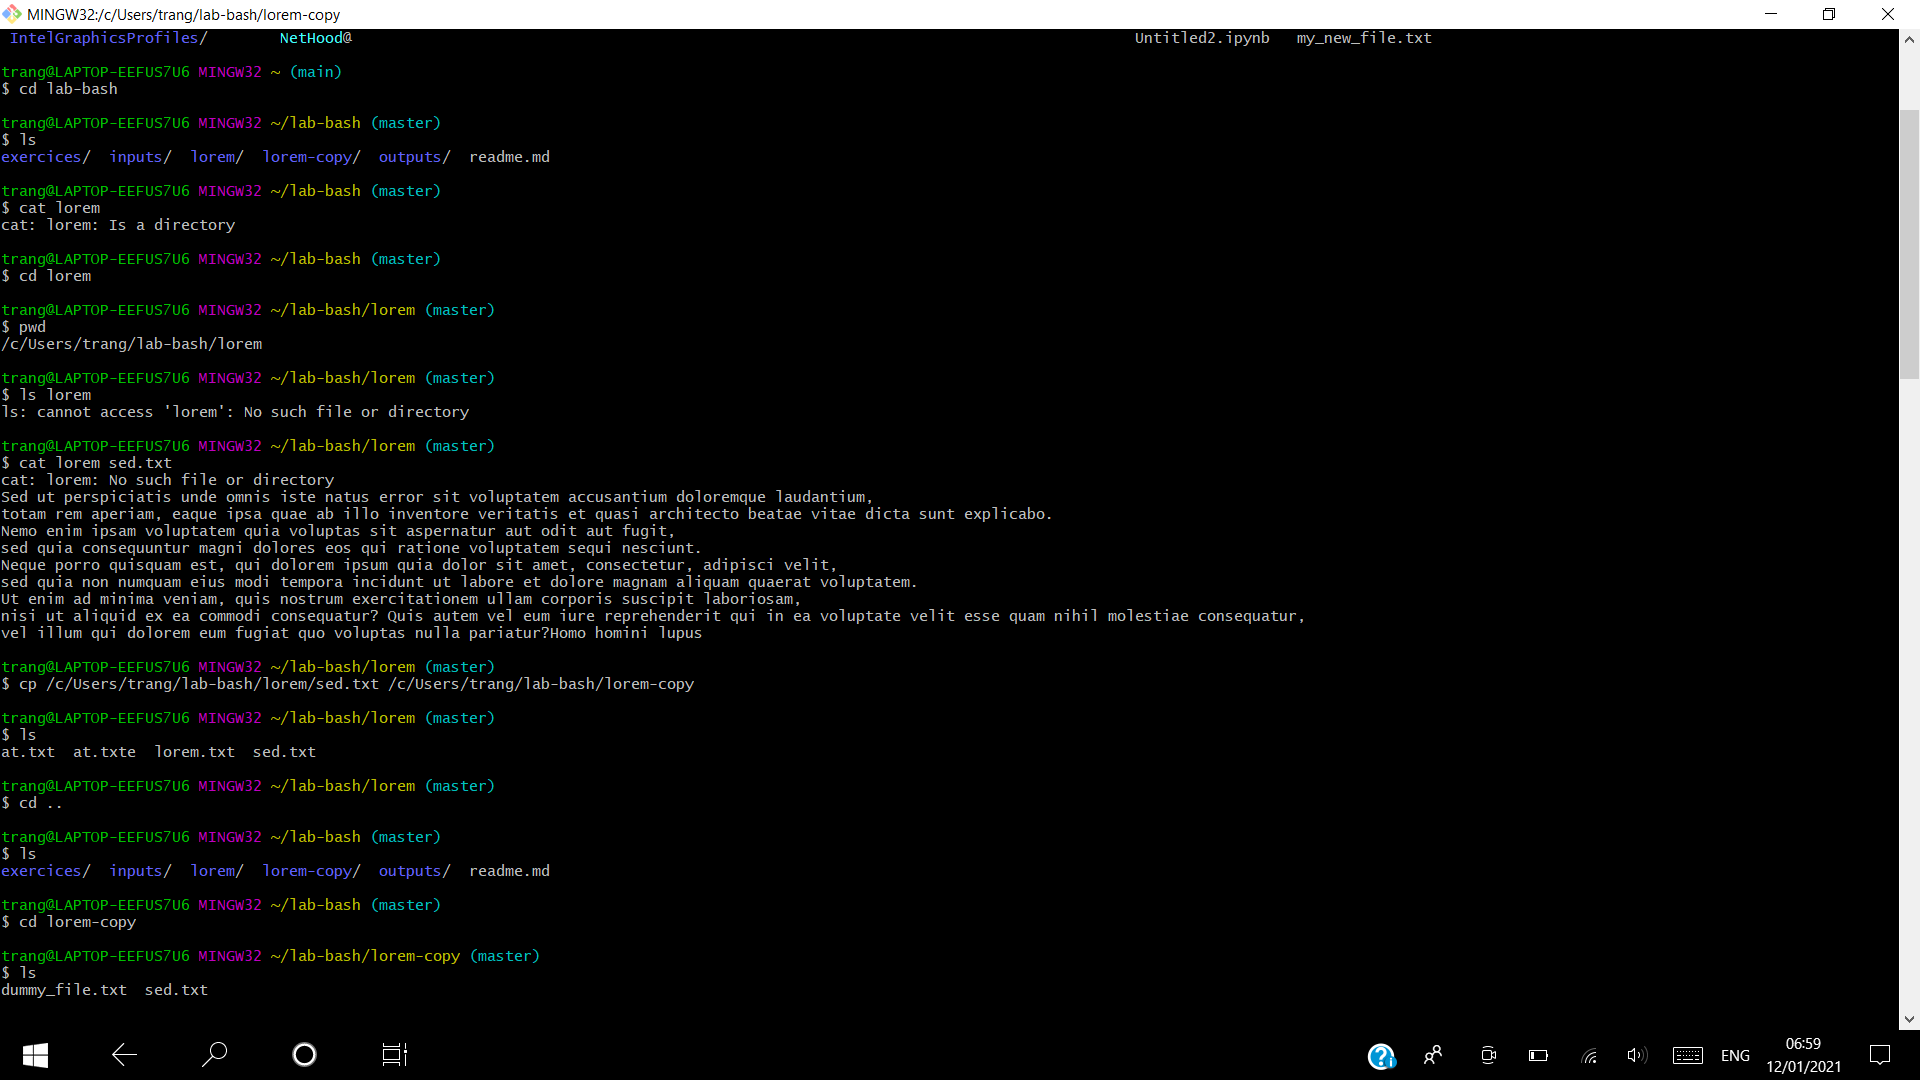 MINGW32:/c/Users/trang/lab-bash/lorem-copy
IntelGraphicsProfiles/        NetHood@                                                                                       Untitled2.ipynb   my_new_file.txt
trang@LAPTOP-EEFUS7U6 MINGW32 ~ (main)
$ cd lab-bash
trang@LAPTOP-EEFUS7U6 MINGW32 ~/lab-bash (master)
$ ls
exercices/  inputs/  lorem/  lorem-copy/  outputs/  readme.md
trang@LAPTOP-EEFUS7U6 MINGW32 ~/lab-bash (master)
$ cat lorem
cat: lorem: Is a directory
trang@LAPTOP-EEFUS7U6 MINGW32 ~/lab-bash (master)
$ cd lorem
trang@LAPTOP-EEFUS7U6 MINGW32 ~/lab-bash/lorem (master)
$ pwd
/c/Users/trang/lab-bash/lorem
trang@LAPTOP-EEFUS7U6 MINGW32 ~/lab-bash/lorem (master)
$ ls lorem
ls: cannot access 'lorem': No such file or directory
trang@LAPTOP-EEFUS7U6 MINGW32 ~/lab-bash/lorem (master)
$ cat lorem sed.txt
cat: lorem: No such file or directory
Sed ut perspiciatis unde omnis iste natus error sit voluptatem accusantium doloremque laudantium,
totam rem aperiam, eaque ipsa quae ab illo inventore veritatis et quasi architecto beatae vitae dicta sunt explicabo.
Nemo enim ipsam voluptatem quia voluptas sit aspernatur aut odit aut fugit,
sed quia consequuntur magni dolores eos qui ratione voluptatem sequi nesciunt.
Neque porro quisquam est, qui dolorem ipsum quia dolor sit amet, consectetur, adipisci velit,
sed quia non numquam eius modi tempora incidunt ut labore et dolore magnam aliquam quaerat voluptatem.
Ut enim ad minima veniam, quis nostrum exercitationem ullam corporis suscipit laboriosam,
nisi ut aliquid ex ea commodi consequatur? Quis autem vel eum iure reprehenderit qui in ea voluptate velit esse quam nihil molestiae consequatur,
vel illum qui dolorem eum fugiat quo voluptas nulla pariatur?Homo homini lupus
trang@LAPTOP-EEFUS7U6 MINGW32 ~/lab-bash/lorem (master)
$ cp /c/Users/trang/lab-bash/lorem/sed.txt /c/Users/trang/lab-bash/lorem-copy
trang@LAPTOP-EEFUS7U6 MINGW32 ~/lab-bash/lorem (master)
$ ls
at.txt  at.txte  lorem.txt  sed.txt
trang@LAPTOP-EEFUS7U6 MINGW32 ~/lab-bash/lorem (master)
$ cd ..
trang@LAPTOP-EEFUS7U6 MINGW32 ~/lab-bash (master)
$ ls
exercices/  inputs/  lorem/  lorem-copy/  outputs/  readme.md
trang@LAPTOP-EEFUS7U6 MINGW32 ~/lab-bash (master)
$ cd lorem-copy
trang@LAPTOP-EEFUS7U6 MINGW32 ~/lab-bash/lorem-copy (master)
$ ls
dummy_file.txt  sed.txt
ENG
06:59
12/01/2021